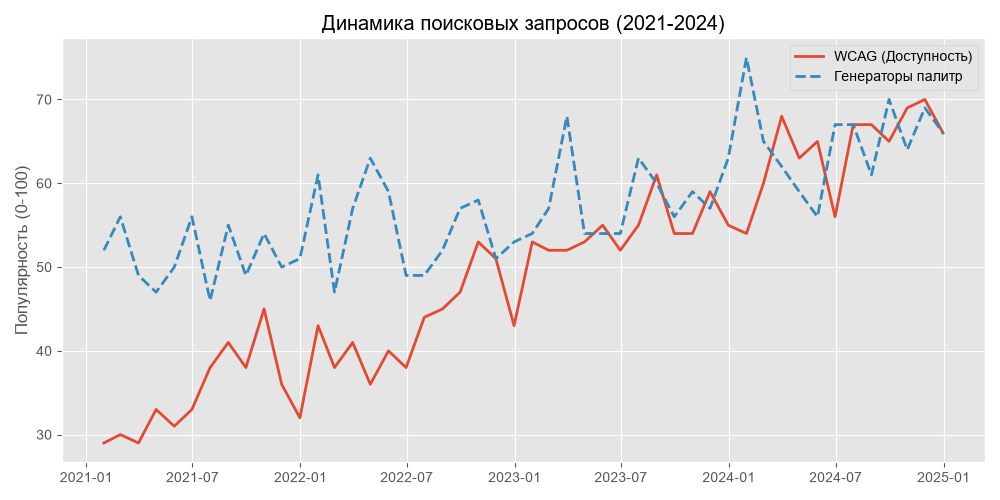 Динамика поисковых запросов (2021-2024)
WCAG (Доступность)
Генераторы палитр
Популярность (0-100)
70
60
50
40
30
2021-01 2021-07 2022-01 2022-07 2023-01 2023-07 2024-01 2024-07 2025-01